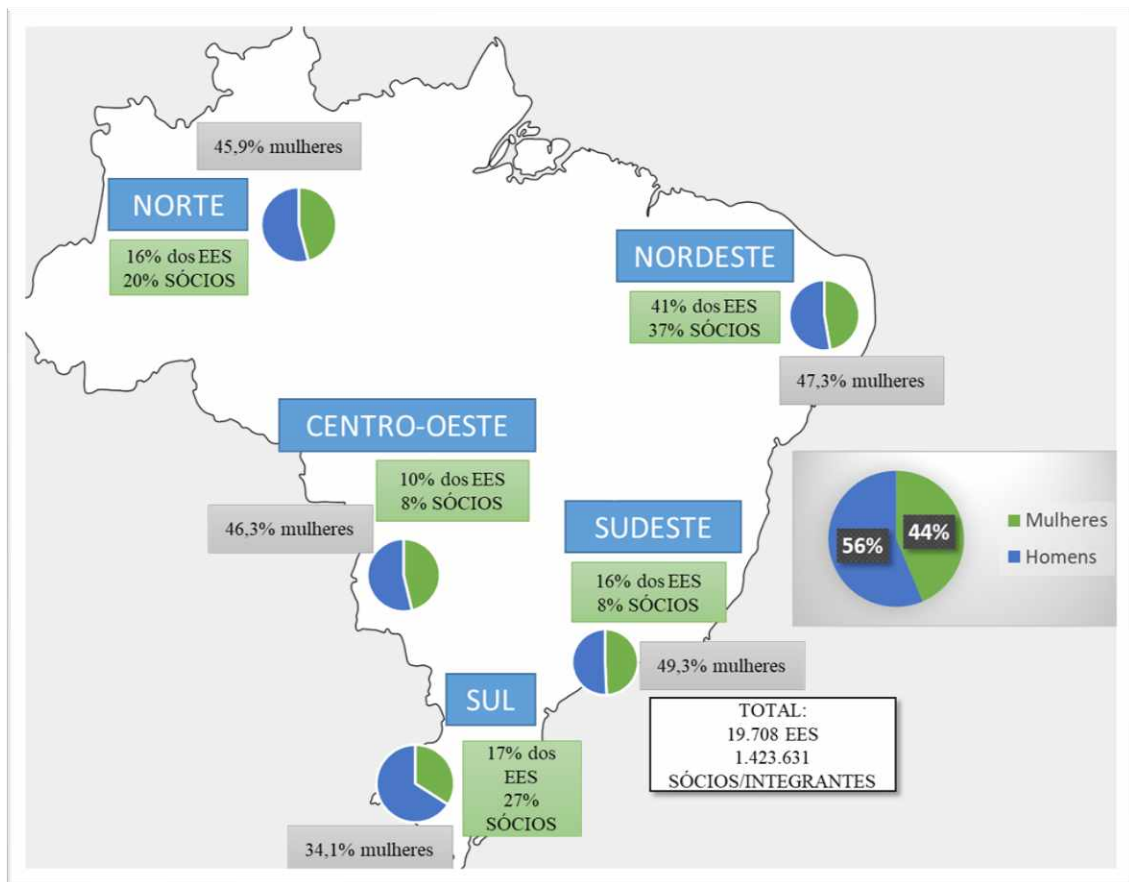 45,9% mulheres
NORTE
16% dos EES
20% SÓCIOS
NORDESTE
41% dos EES
37% SÓCIOS
47,3% mulheres
CENTRO-OESTE
10% dos EES
8% SÓCIOS
46,3% mulheres
SUDESTE
16% dos EES
8% SÓCIOS
49,3% mulheres
56%
44%
Mulheres
Homens
SUL
17% dos
EES
27%
SÓCIOS
34,1% mulheres
TOTAL:
19.708 EES
1.423.631
SÓCIOS/INTEGRANTES